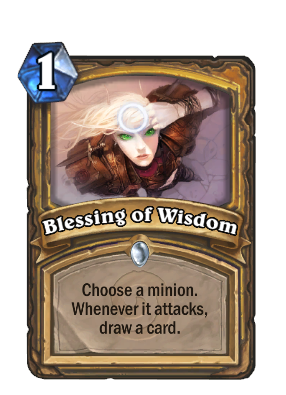 1
Blessing of Wisdom
Choose a minion.
Whenever it attacks,
draw a card.